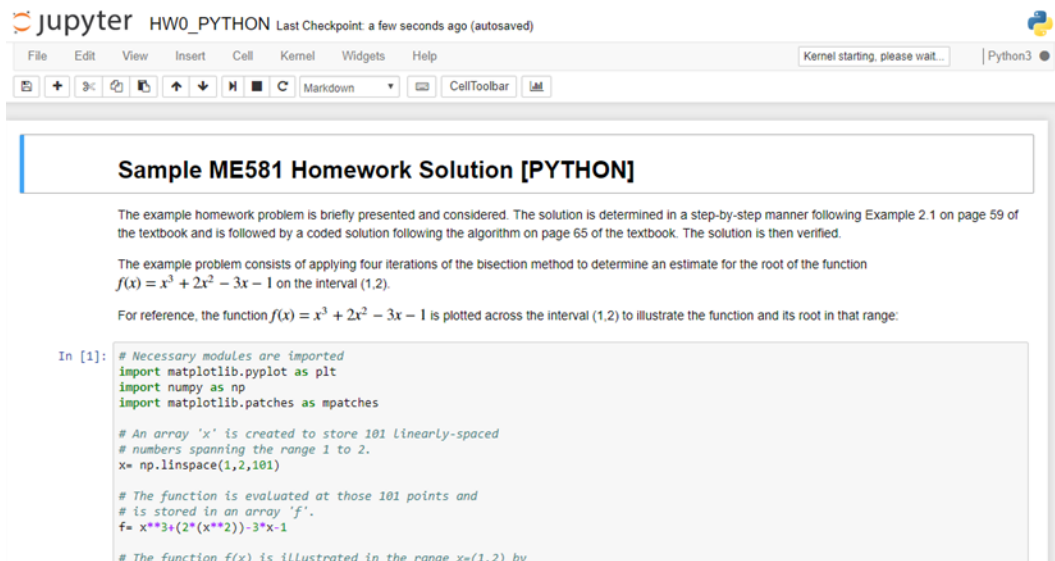 jupyter HW0_PYTHON Last Checkpoint: a few seconds ago (autosaved)
File Edit View Insert Cell Kernel Widgets Help Kernel starting, please wait... Python3
Markdown CellToolbar
Sample ME581 Homework Solution [PYTHON]
The example homework problem is briefly presented and considered. The solution is determined in a step-by-step manner following Example 2.1 on page 59 of
the textbook and is followed by a coded solution following the algorithm on page 65 of the textbook. The solution is then verified.
The example problem consists of applying four iterations of the bisection method to determine an estimate for the root of the function
f(x) = x³ + 2x² − 3x − 1 on the interval (1,2).
For reference, the function f(x) = x³ + 2x² − 3x − 1 is plotted across the interval (1,2) to illustrate the function and its root in that range:
In [1]: # Necessary modules are imported
import matplotlib.pyplot as plt
import numpy as np
import matplotlib.patches as mpatches
# An array 'x' is created to store 101 linearly-spaced
# numbers spanning the range 1 to 2.
x= np.linspace(1,2,101)
# The function is evaluated at those 101 points and
# is stored in an array 'f'.
f= x**3+(2*(x**2))-3*x-1
# The function f(x) is illustrated in the range x=(1,2) by